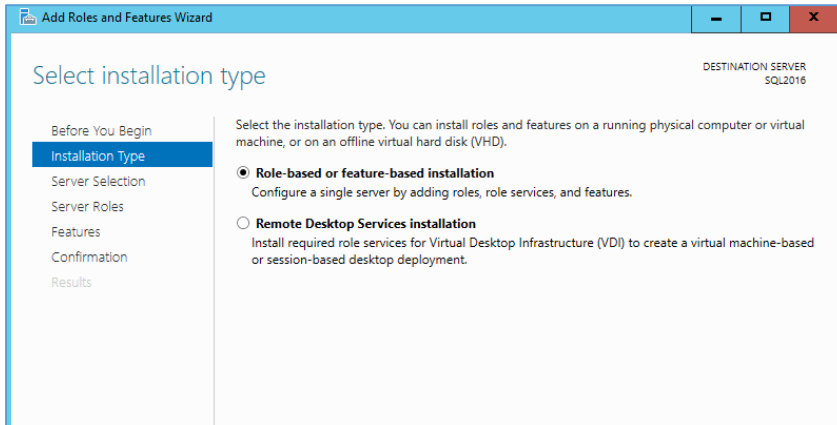 Add Roles and Features Wizard
Select installation type
DESTINATION SERVER
SQL2016
Before You Begin
Installation Type
Server Selection
Server Roles
Features
Confirmation
Results
Select the installation type. You can install roles and features on a running physical computer or virtual
machine, or on an offline virtual hard disk (VHD).
Role-based or feature-based installation
Configure a single server by adding roles, role services, and features.
Remote Desktop Services installation
Install required role services for Virtual Desktop Infrastructure (VDI) to create a virtual machine-based
or session-based desktop deployment.